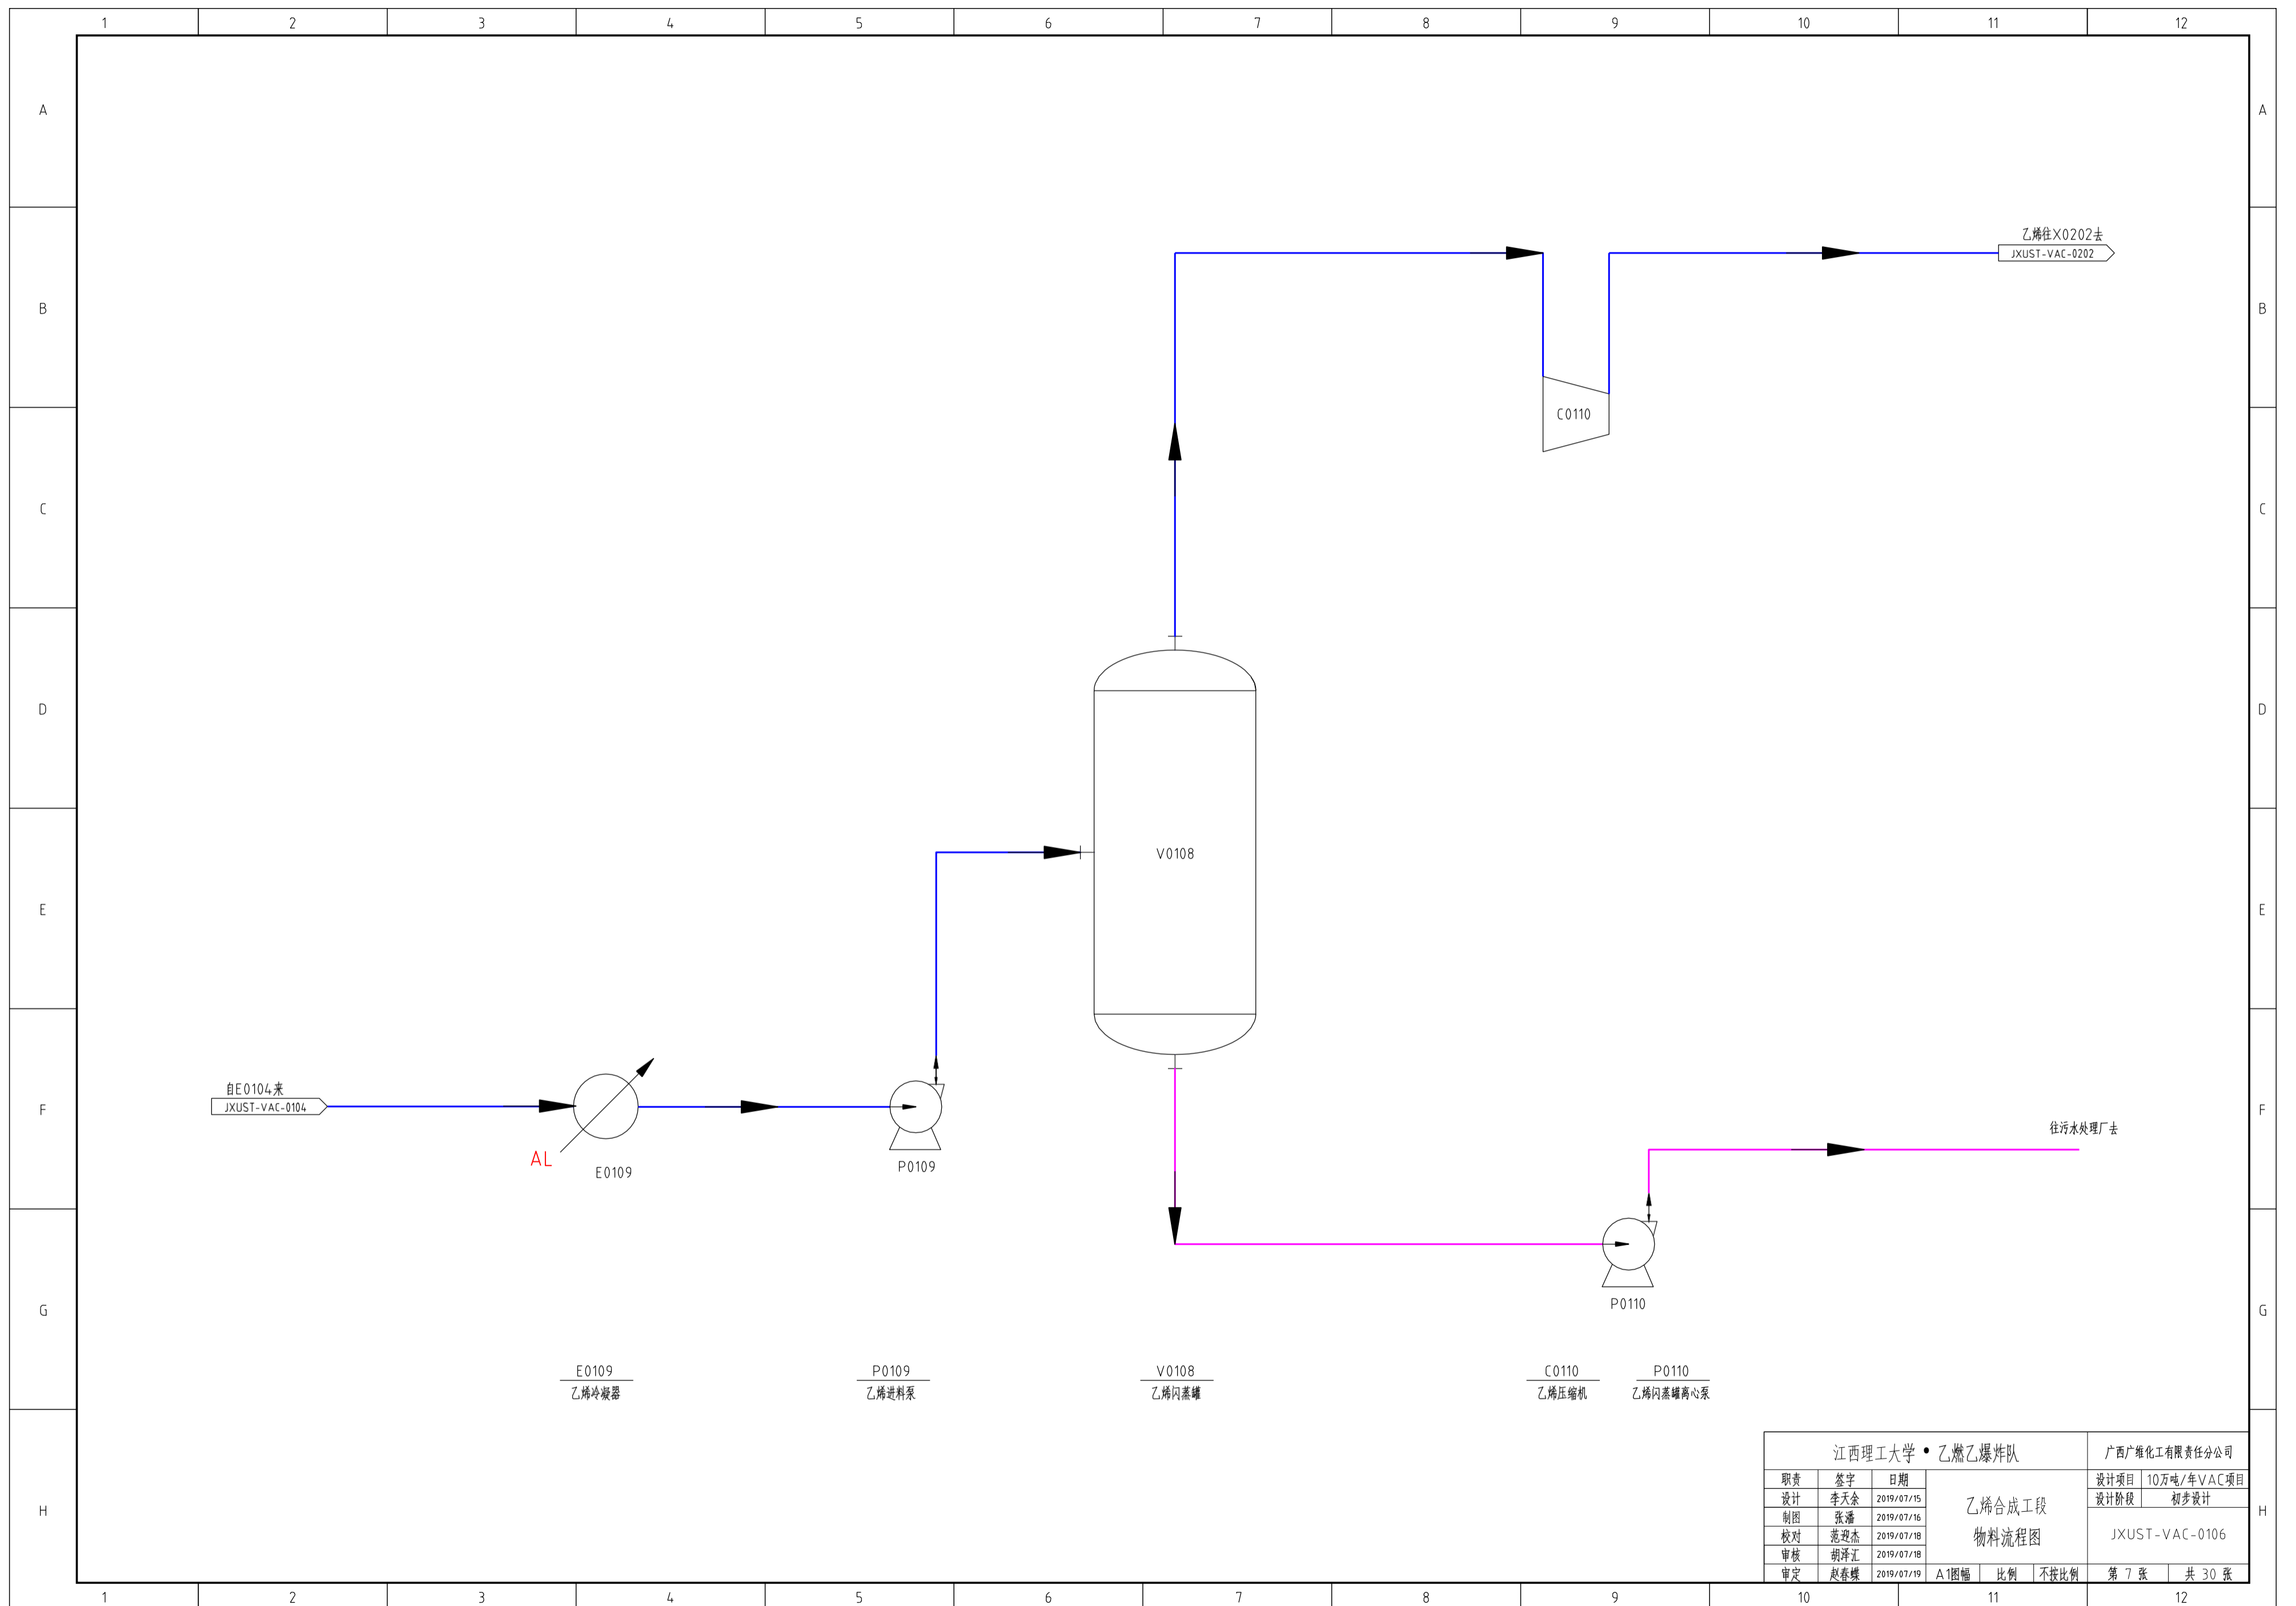 1 2 3 4 5 6 7 8 9 10 11 12
A A
B B
C C
D D
E E
F F
G G
H H
乙烯往X0202去
JXUST-VAC-0202
C0110
V0108
自E0104来
JXUST-VAC-0104
AL
E0109
P0109
往污水处理厂去
P0110
E0109
乙烯冷凝器
P0109
乙烯进料泵
V0108
乙烯闪蒸罐
C0110
乙烯压缩机
P0110
乙烯闪蒸罐离心泵
江西理工大学•乙燃乙爆炸队
广西广维化工有限责任分公司
职责 签字 日期
设计 李天余 2019/07/15
制图 张潘 2019/07/16
校对 范迎杰 2019/07/18
审核 胡泽汇 2019/07/18
审定 赵春蝶 2019/07/19
乙烯合成工段
物料流程图
A1图幅 比例 不按比例
设计项目 10万吨/年VAC项目
设计阶段 初步设计
JXUST-VAC-0106
第 7 张 共 30 张
1 2 3 4 5 6 7 8 9 10 11 12